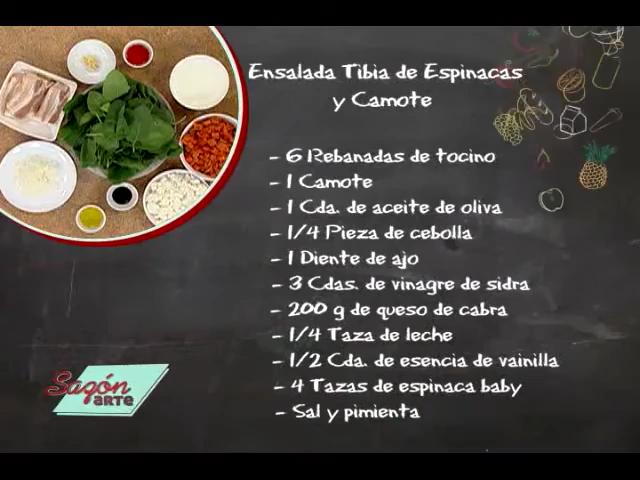 Ensalada Tibia de Espinacas
y Camote
- 6 Rebanadas de tocino
- 1 Camote
- 1 Cda. de aceite de oliva
- 1/4 Pieza de cebolla
- 1 Diente de ajo
- 3 Cdas. de vinagre de sidra
- 200 g de queso de cabra
- 1/4 Taza de leche
- 1/2 Cda. de esencia de vainilla
- 4 Tazas de espinaca baby
- Sal y pimienta
Sazón
ARTE